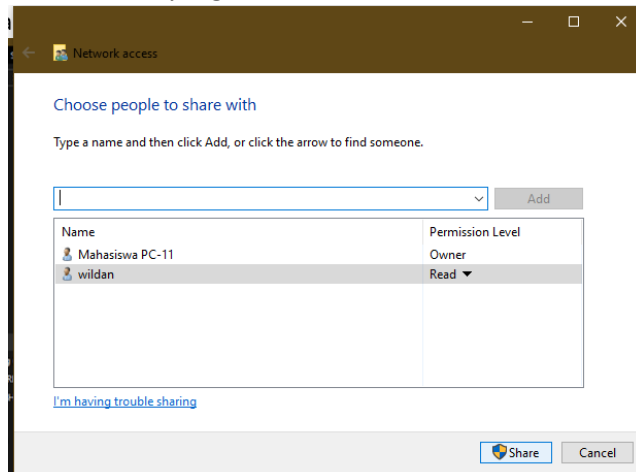 Network access
Choose people to share with
Type a name and then click Add, or click the arrow to find someone.
Add
Name Permission Level
Mahasiswa PC-11 Owner
wildan Read
I'm having trouble sharing
Share Cancel